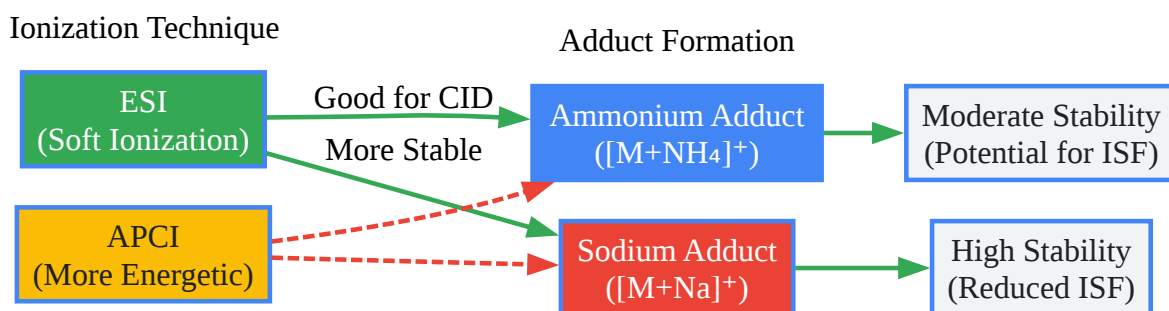 Ionization Technique
Adduct Formation
ESI
(Soft Ionization)
Good for CID
More Stable
Ammonium Adduct
([M+NH₄]⁺)
Moderate Stability
(Potential for ISF)
APCI
(More Energetic)
Sodium Adduct
([M+Na]⁺)
High Stability
(Reduced ISF)